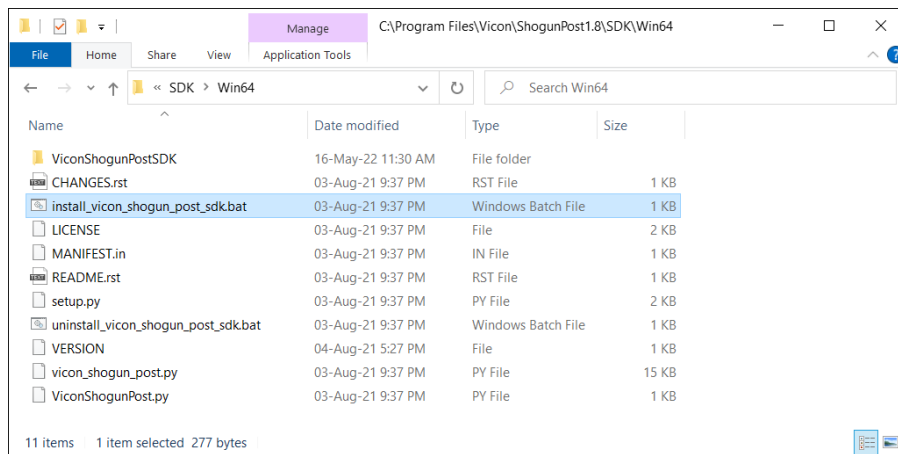 Manage C:\Program Files\Vicon\ShogunPost1.8\SDK\Win64
File Home Share View Application Tools ?
« SDK > Win64 Search Win64
Name Date modified Type Size
ViconShogunPostSDK 16-May-22 11:30 AM File folder
TEXT CHANGES.rst 03-Aug-21 9:37 PM RST File 1 KB
install_vicon_shogun_post_sdk.bat 03-Aug-21 9:37 PM Windows Batch File 1 KB
LICENSE 03-Aug-21 9:37 PM File 2 KB
MANIFEST.in 03-Aug-21 9:37 PM IN File 1 KB
TEXT README.rst 03-Aug-21 9:37 PM RST File 1 KB
setup.py 03-Aug-21 9:37 PM PY File 2 KB
uninstall_vicon_shogun_post_sdk.bat 03-Aug-21 9:37 PM Windows Batch File 1 KB
VERSION 04-Aug-21 5:27 PM File 1 KB
vicon_shogun_post.py 03-Aug-21 9:37 PM PY File 15 KB
ViconShogunPost.py 03-Aug-21 9:37 PM PY File 1 KB
11 items 1 item selected 277 bytes